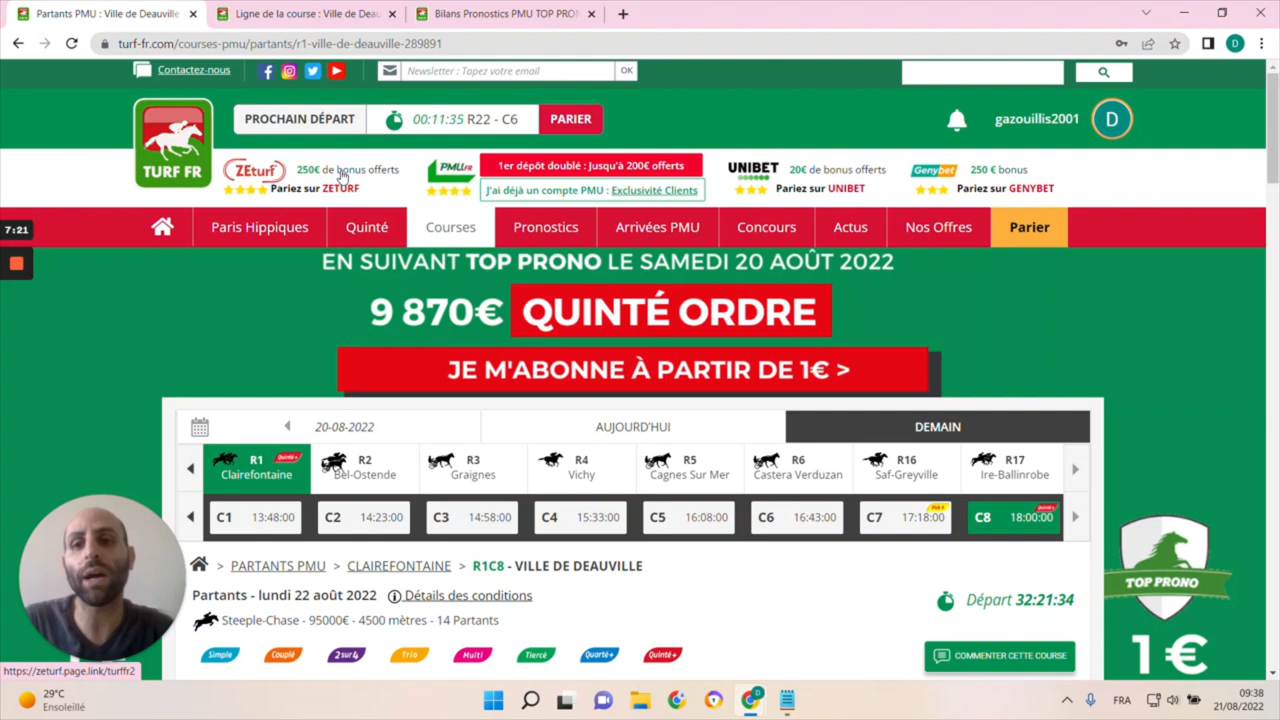 Partants PMU : Ville de Deauville
Ligne de la course : Ville de Deau
Bilans Pronostics PMU TOP PRON
turf-fr.com/courses-pmu/partants/r1-ville-de-deauville-289891
D
Contactez-nous
Newsletter : Tapez votre email
OK
TURF FR
PROCHAIN DÉPART
00:11:35 R22 - C6
PARIER
gazouillis2001
D
ZEturf
250€ de bonus offerts
Pariez sur ZETURF
PMU.FR
1er dépôt doublé : Jusqu'à 200€ offerts
J'ai déjà un compte PMU : Exclusivité Clients
UNIBET
20€ de bonus offerts
Pariez sur UNIBET
Genybet
250 € bonus
Pariez sur GENYBET
7:21
Paris Hippiques
Quinté
Courses
Pronostics
Arrivées PMU
Concours
Actus
Nos Offres
Parier
EN SUIVANT TOP PRONO LE SAMEDI 20 AOÛT 2022
9 870€ QUINTÉ ORDRE
JE M'ABONNE À PARTIR DE 1€ >
20-08-2022
AUJOURD'HUI
DEMAIN
R1 Quinté+
Clairefontaine
R2
Bel-Ostende
R3
Graignes
R4
Vichy
R5
Cagnes Sur Mer
R6
Castera Verduzan
R16
Saf-Greyville
R17
Ire-Ballinrobe
C1 13:48:00
C2 14:23:00
C3 14:58:00
C4 15:33:00
C5 16:08:00
C6 16:43:00
C7 17:18:00
C8 18:00:00
PARTANTS PMU > CLAIREFONTAINE > R1C8 - VILLE DE DEAUVILLE
Partants - lundi 22 août 2022
Détails des conditions
Départ 32:21:34
Steeple-Chase - 95000€ - 4500 mètres - 14 Partants
Simple
Couplé
2sur4
Trio
Multi
Tiercé
Quarté+
Quinté+
COMMENTER CETTE COURSE
TOP PRONO
1€
https://zeturf.page.link/turffr2
29°C
Ensoleillé
D
FRA
09:38
21/08/2022